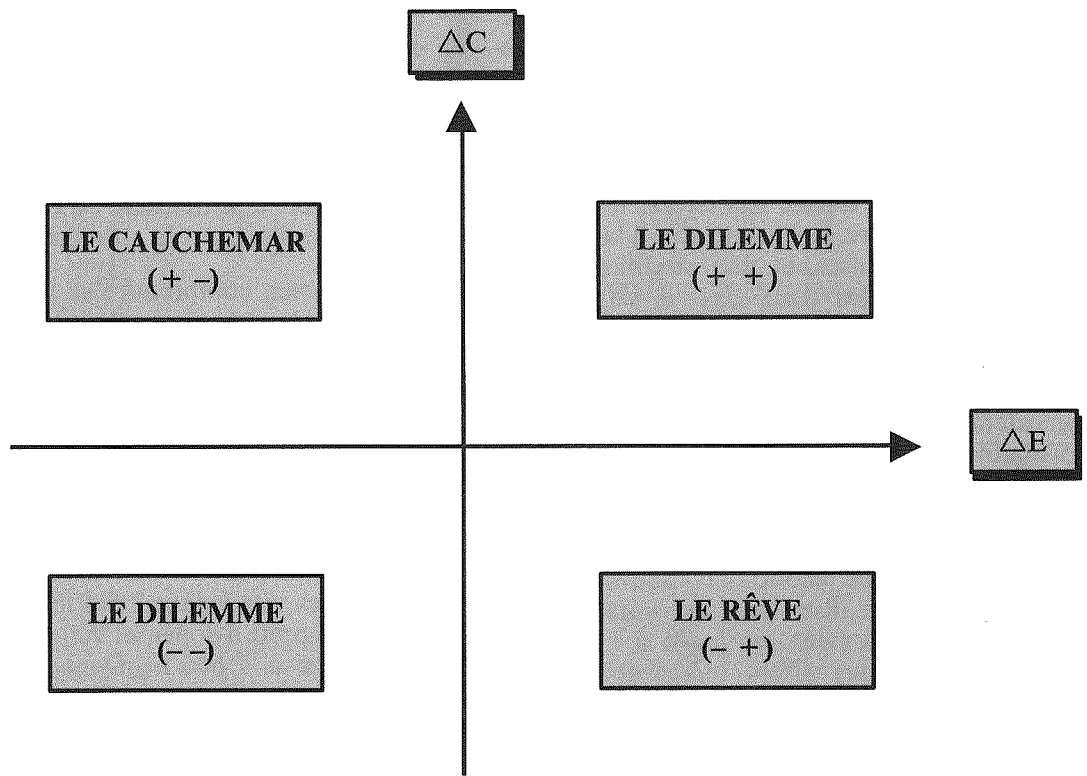 △C
LE CAUCHEMAR
(+ –)
LE DILEMME
(+ +)
△E
LE DILEMME
(– –)
LE RÊVE
(– +)